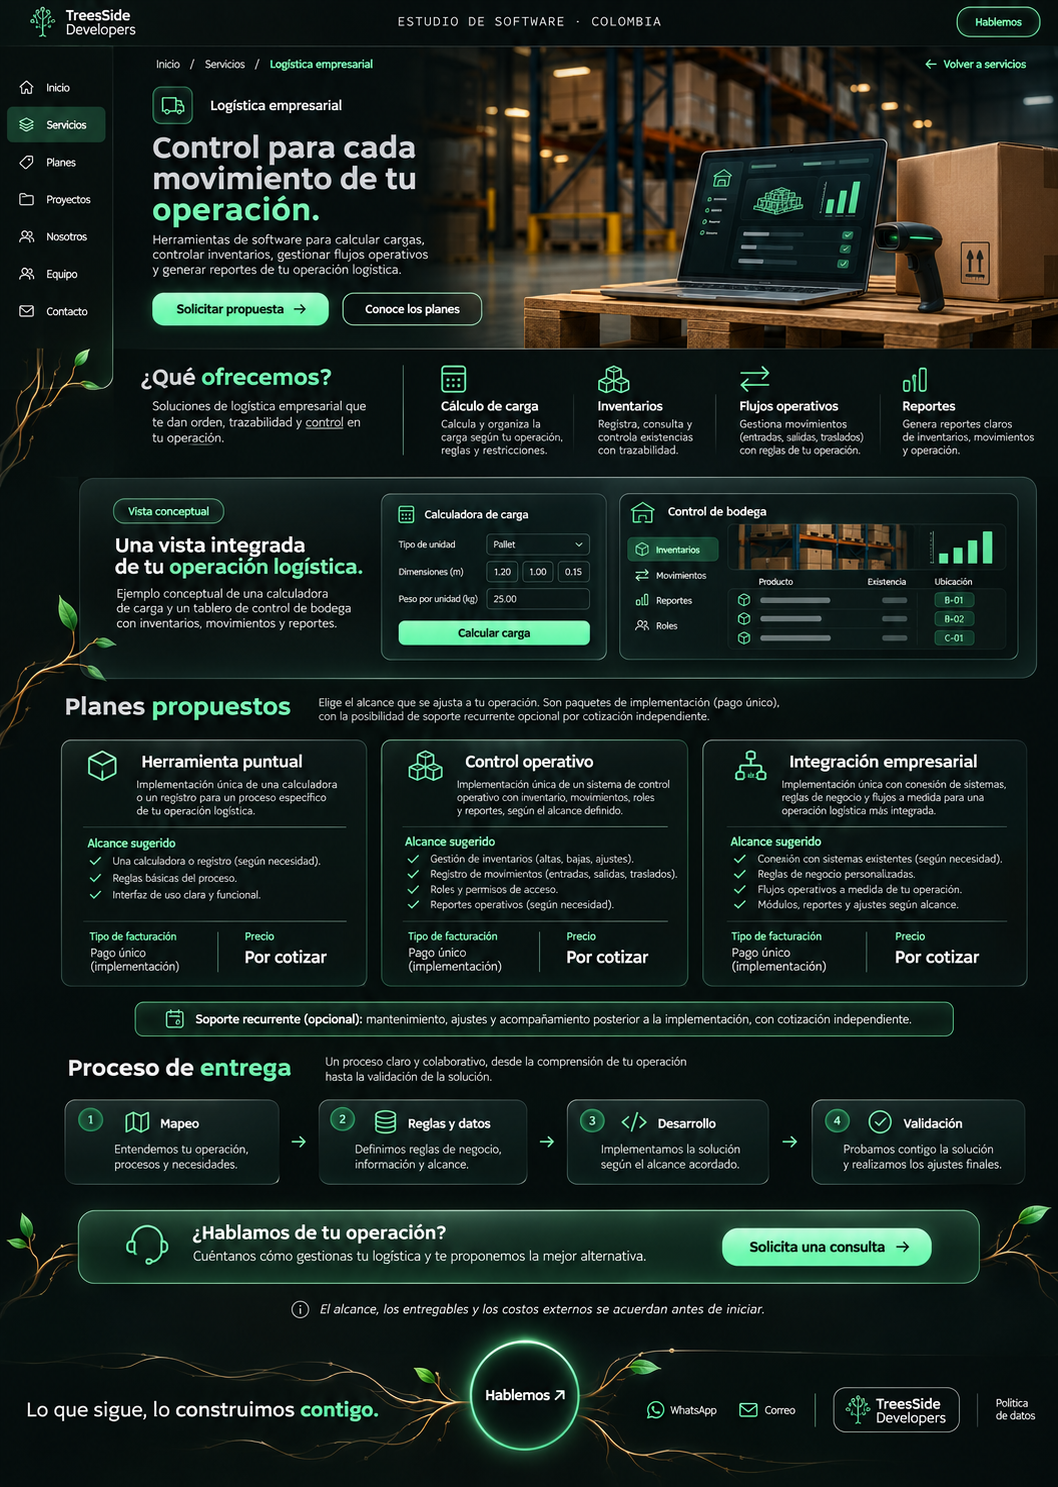 TreesSide
Developers
ESTUDIO DE SOFTWARE · COLOMBIA
Hablemos
Inicio
Servicios
Planes
Proyectos
Nosotros
Equipo
Contacto
Inicio / Servicios / Logística empresarial
← Volver a servicios
Logística empresarial
Control para cada
movimiento de tu
operación.
Herramientas de software para calcular cargas,
controlar inventarios, gestionar flujos operativos
y generar reportes de tu operación logística.
Solicitar propuesta →
Conoce los planes
¿Qué ofrecemos?
Soluciones de logística empresarial que
te dan orden, trazabilidad y control en
tu operación.
Cálculo de carga
Calcula y organiza la
carga según tu operación,
reglas y restricciones.
Inventarios
Registra, consulta y
controla existencias
con trazabilidad.
Flujos operativos
Gestiona movimientos
(entradas, salidas, traslados)
con reglas de tu operación.
Reportes
Genera reportes claros
de inventarios, movimientos
y operación.
Vista conceptual
Una vista integrada
de tu operación logística.
Ejemplo conceptual de una calculadora
de carga y un tablero de control de bodega
con inventarios, movimientos y reportes.
Calculadora de carga
Tipo de unidad Pallet
Dimensiones (m) 1.20 1.00 0.15
Peso por unidad (kg) 25.00
Calcular carga
Control de bodega
Inventarios
Movimientos
Reportes
Roles
Producto Existencia Ubicación
B-01
B-02
C-01
Planes propuestos
Elige el alcance que se ajusta a tu operación. Son paquetes de implementación (pago único),
con la posibilidad de soporte recurrente opcional por cotización independiente.
Herramienta puntual
Implementación única de una calculadora
o un registro para un proceso específico
de tu operación logística.
Alcance sugerido
Una calculadora o registro (según necesidad).
Reglas básicas del proceso.
Interfaz de uso clara y funcional.
Tipo de facturación
Pago único
(implementación)
Precio
Por cotizar
Control operativo
Implementación única de un sistema de control
operativo con inventario, movimientos, roles
y reportes, según el alcance definido.
Alcance sugerido
Gestión de inventarios (altas, bajas, ajustes).
Registro de movimientos (entradas, salidas, traslados).
Roles y permisos de acceso.
Reportes operativos (según necesidad).
Tipo de facturación
Pago único
(implementación)
Precio
Por cotizar
Integración empresarial
Implementación única con conexión de sistemas,
reglas de negocio y flujos a medida para una
operación logística más integrada.
Alcance sugerido
Conexión con sistemas existentes (según necesidad).
Reglas de negocio personalizadas.
Flujos operativos a medida de tu operación.
Módulos, reportes y ajustes según alcance.
Tipo de facturación
Pago único
(implementación)
Precio
Por cotizar
Soporte recurrente (opcional): mantenimiento, ajustes y acompañamiento posterior a la implementación, con cotización independiente.
Proceso de entrega
Un proceso claro y colaborativo, desde la comprensión de tu operación
hasta la validación de la solución.
1 Mapeo
Entendemos tu operación,
procesos y necesidades.
→
2 Reglas y datos
Definimos reglas de negocio,
información y alcance.
→
3 </> Desarrollo
Implementamos la solución
según el alcance acordado.
→
4 Validación
Probamos contigo la solución
y realizamos los ajustes finales.
¿Hablamos de tu operación?
Cuéntanos cómo gestionas tu logística y te proponemos la mejor alternativa.
Solicita una consulta →
El alcance, los entregables y los costos externos se acuerdan antes de iniciar.
Lo que sigue, lo construimos contigo.
Hablemos ↗
WhatsApp
Correo
TreesSide
Developers
Política
de datos